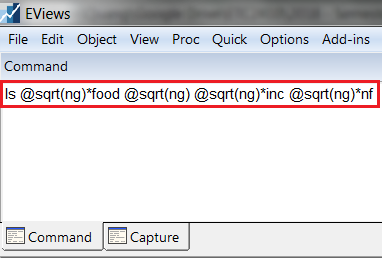 EViews
File Edit Object View Proc Quick Options Add-ins
Command
ls @sqrt(ng)*food @sqrt(ng) @sqrt(ng)*inc @sqrt(ng)*nf
Command Capture